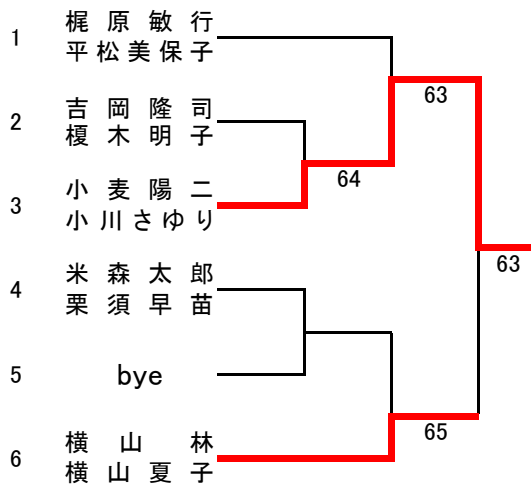 1 梶原敏行
平松美保子
63
2 吉岡隆司
榎木明子
64
3 小麦陽二
小川さゆり
63
4 米森太郎
栗須早苗
5 bye
65
6 横山林
横山夏子